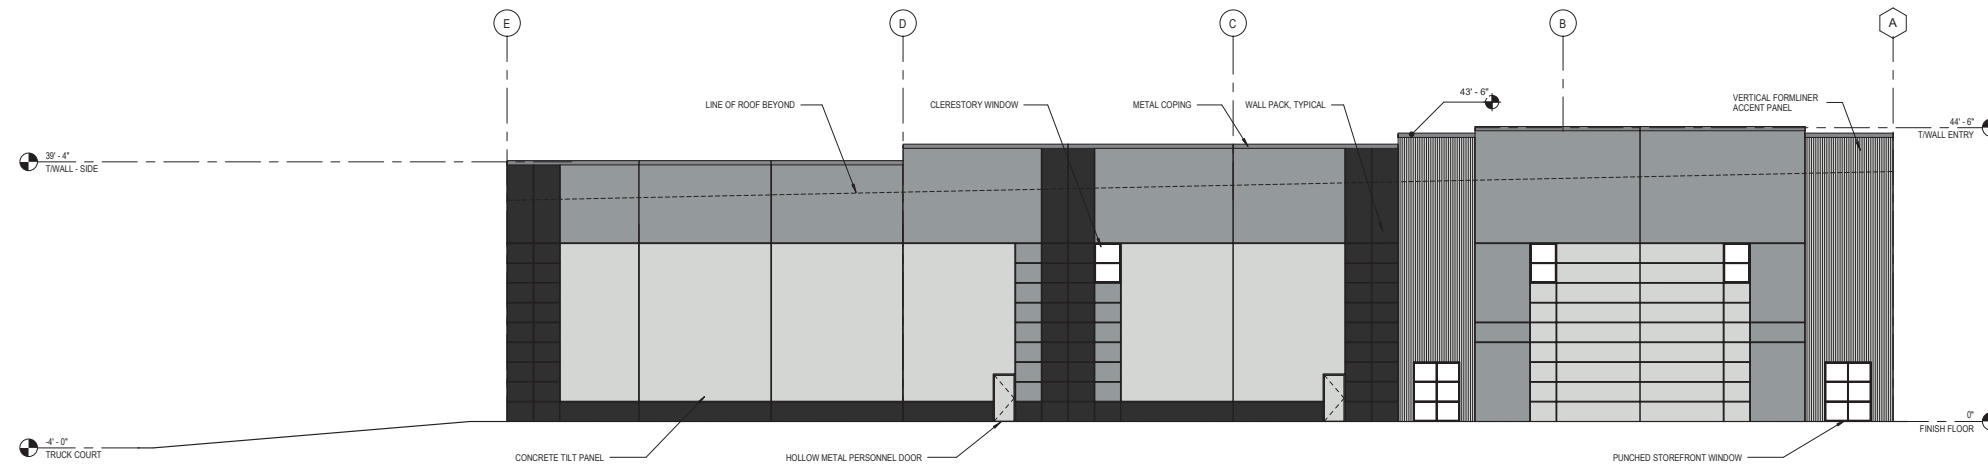 E
D
C
B
A
LINE OF ROOF BEYOND
CLERESTORY WINDOW
METAL COPING
WALL PACK, TYPICAL
43' - 6"
VERTICAL FORMLINER
ACCENT PANEL
44' - 6"
T/WALL ENTRY
39' - 4"
T/WALL - SIDE
0"
FINISH FLOOR
-4' - 0"
TRUCK COURT
CONCRETE TILT PANEL
HOLLOW METAL PERSONNEL DOOR
PUNCHED STOREFRONT WINDOW